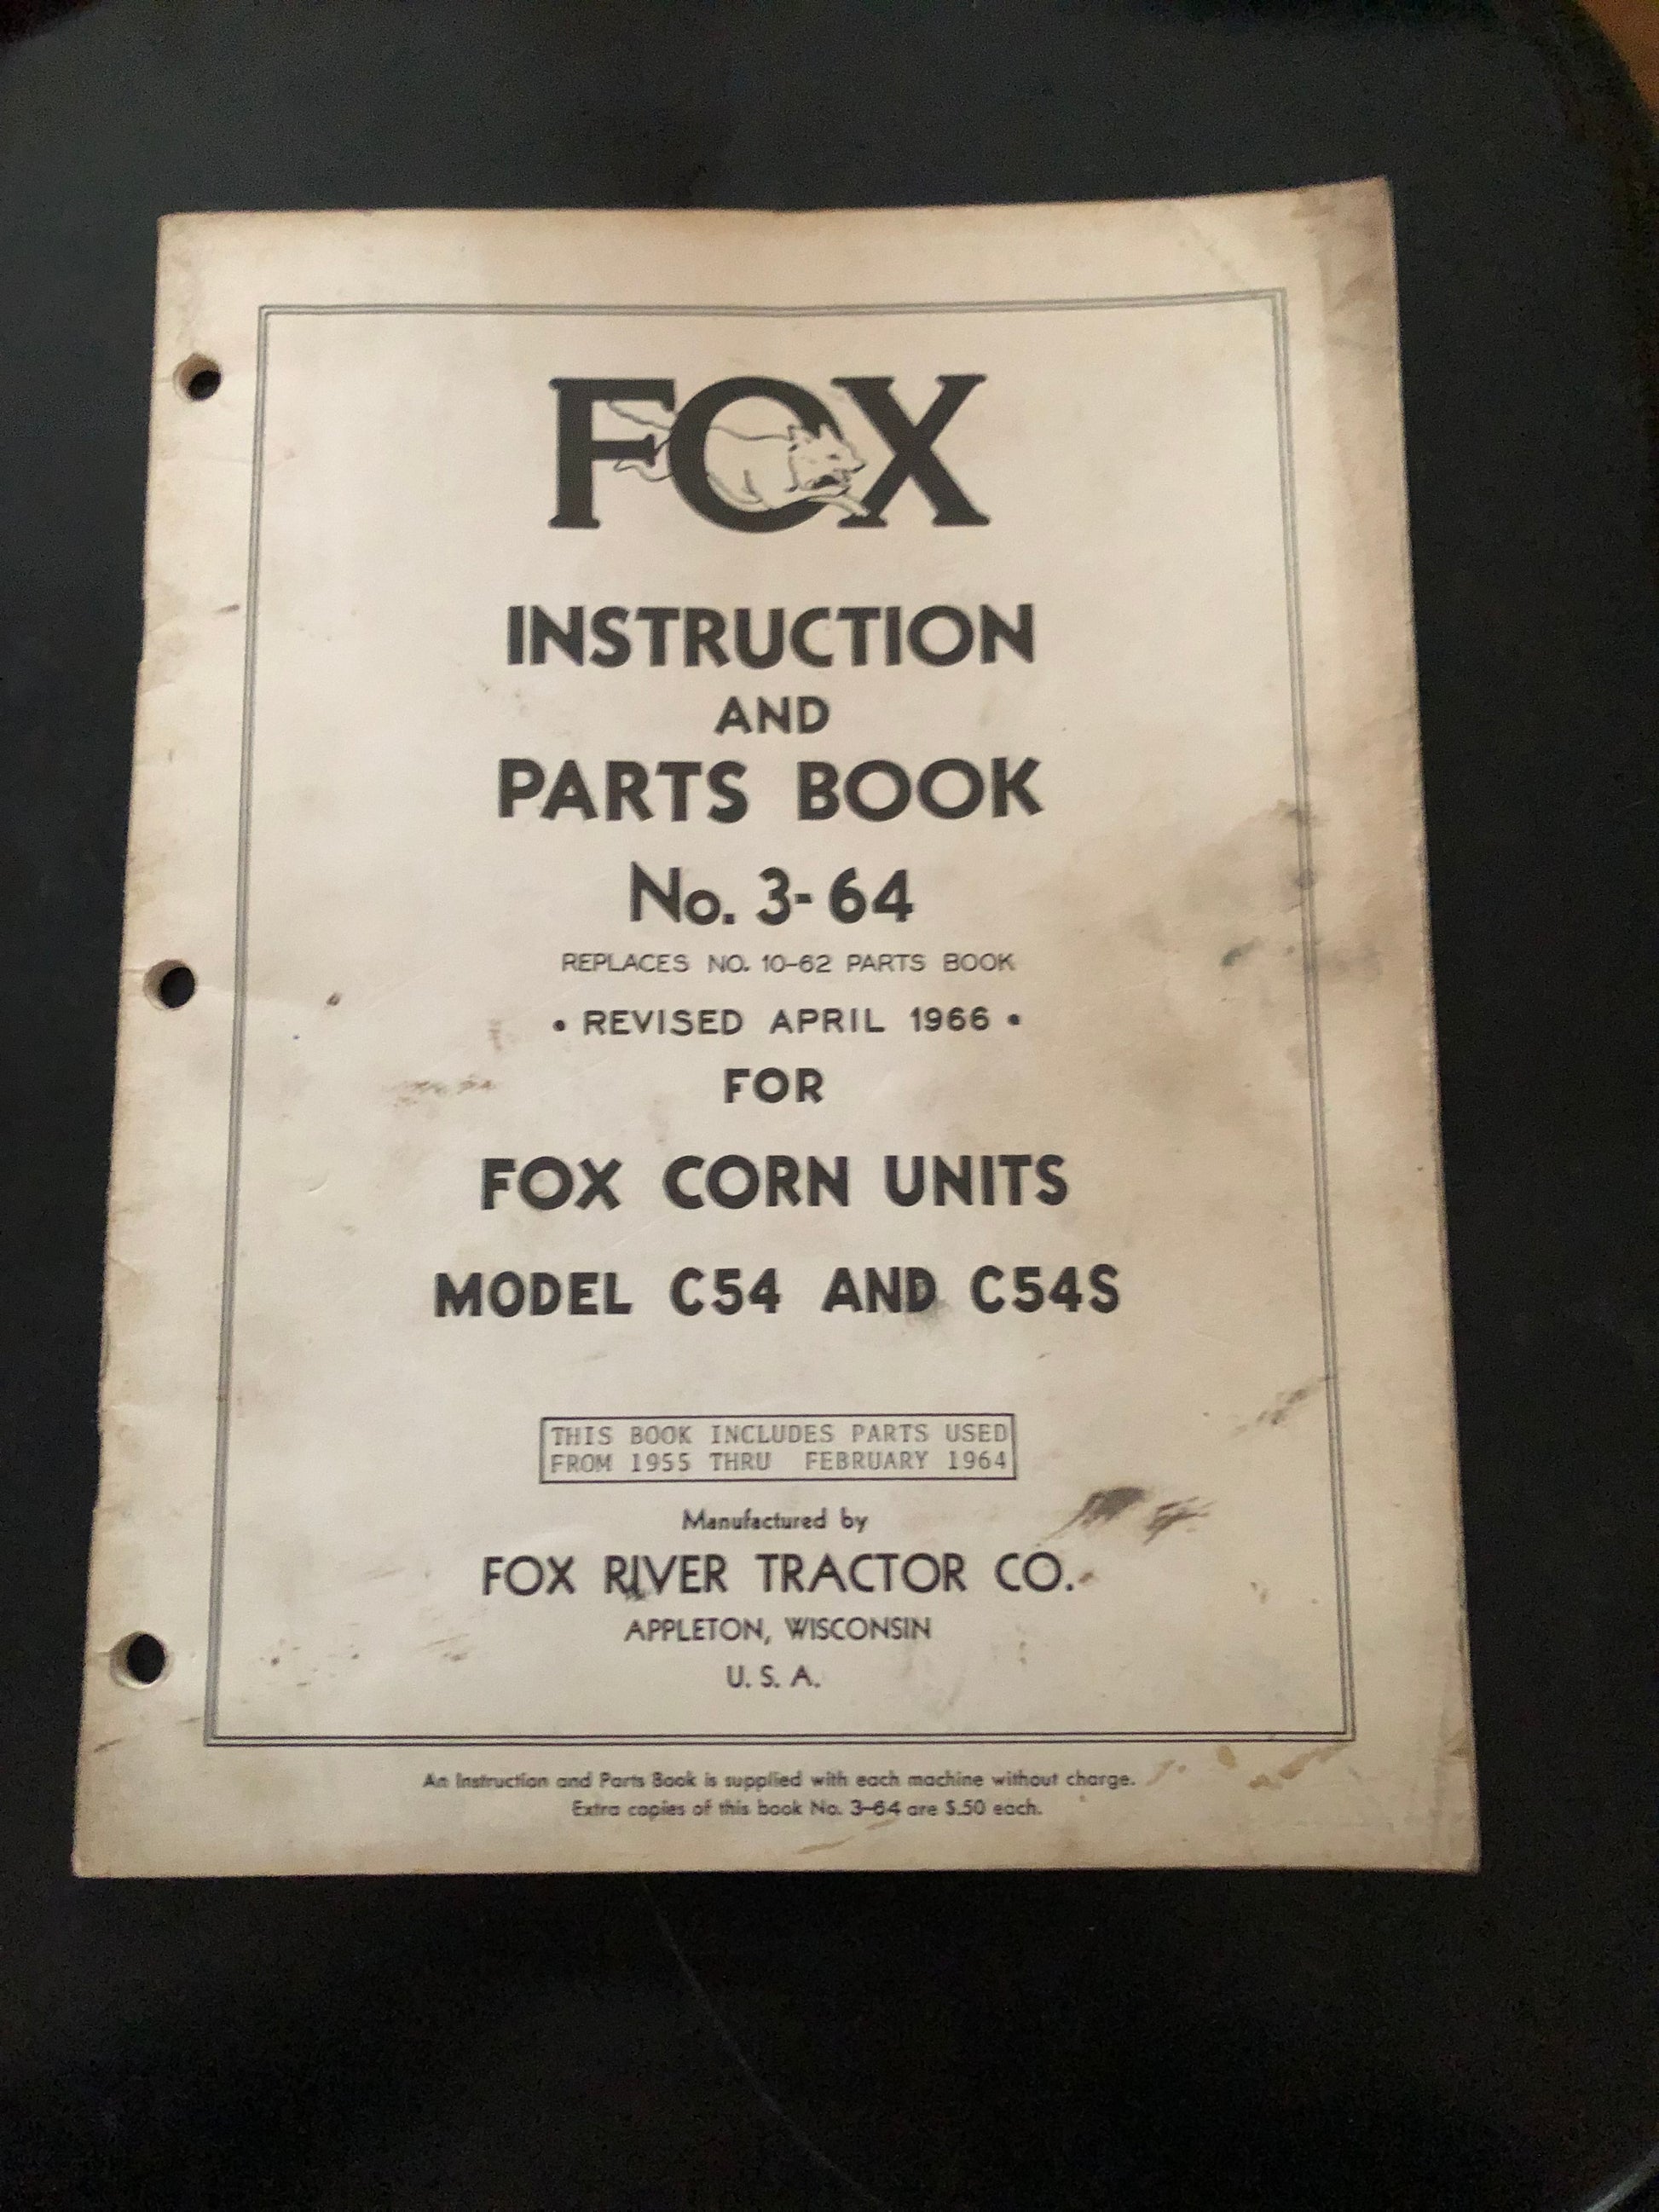 FOX
INSTRUCTION
AND
PARTS BOOK
No. 3-64
REPLACES NO. 10-62 PARTS BOOK
• REVISED APRIL 1966 •
FOR
FOX CORN UNITS
MODEL C54 AND C54S
THIS BOOK INCLUDES PARTS USED
FROM 1955 THRU FEBRUARY 1964
Manufactured by
FOX RIVER TRACTOR CO.
APPLETON, WISCONSIN
U. S. A.
An Instruction and Parts Book is supplied with each machine without charge.
Extra copies of this book No. 3-64 are $.50 each.